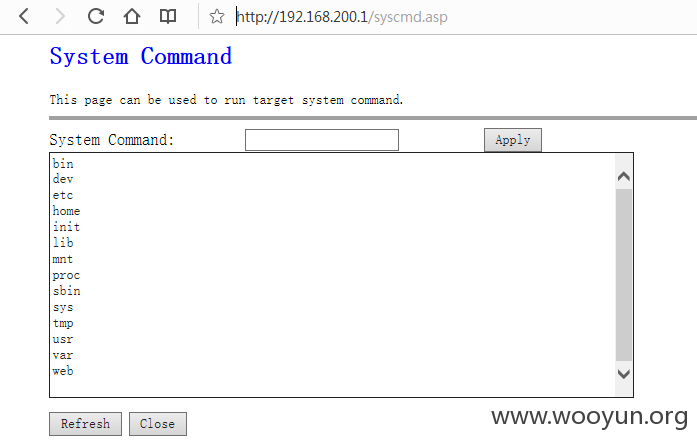 http://192.168.200.1/syscmd.asp
System Command
This page can be used to run target system command.
System Command:
Apply
bin
dev
etc
home
init
lib
mnt
proc
sbin
sys
tmp
usr
var
web
Refresh Close
www.wooyun.org